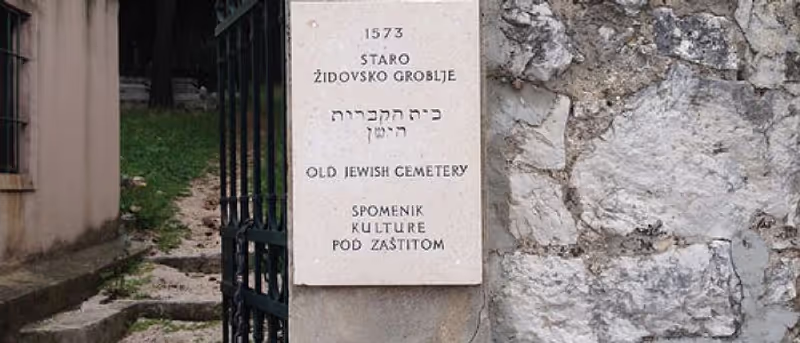 1573
STARO
ŽIDOVSKO GROBLJE
בית הקברות
הישן
OLD JEWISH CEMETERY
SPOMENIK
KULTURE
POD ZAŠTITOM